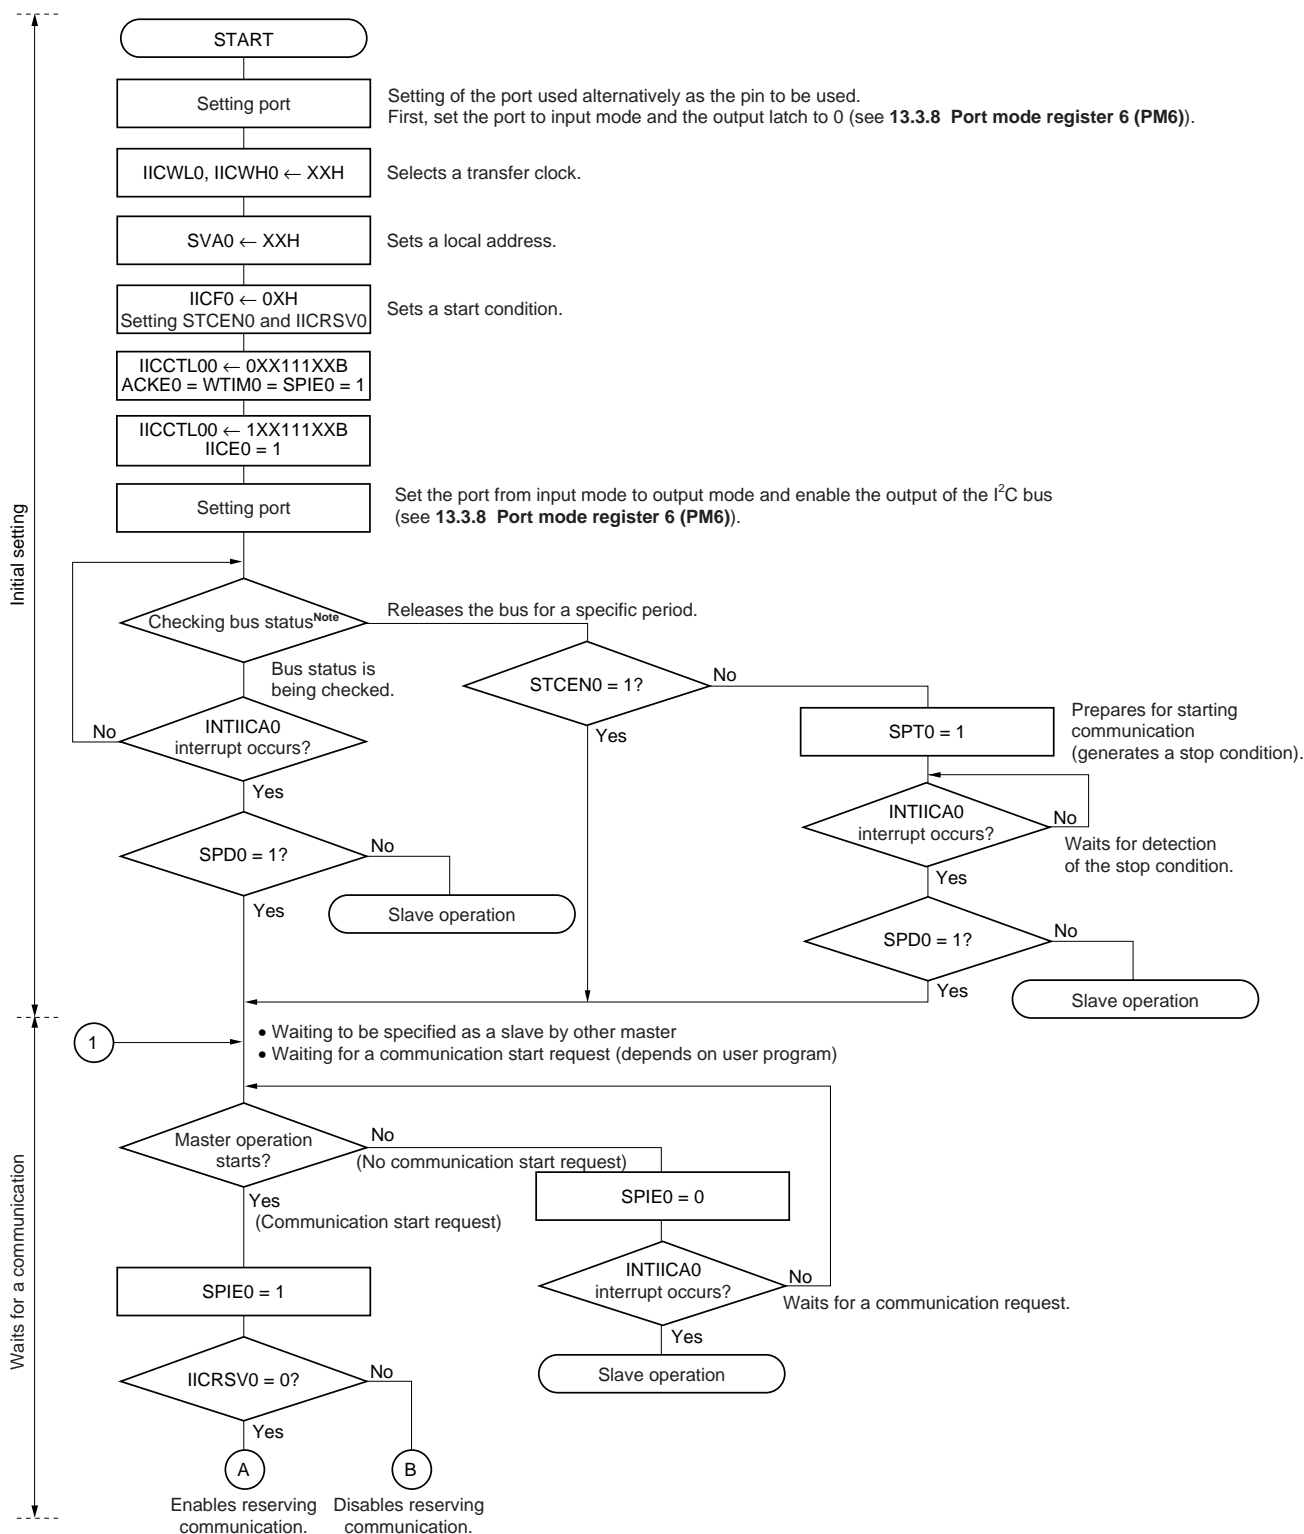 START
Setting port
Setting of the port used alternatively as the pin to be used.
First, set the port to input mode and the output latch to 0 (see 13.3.8 Port mode register 6 (PM6)).
IICWL0, IICWH0 ← XXH
Selects a transfer clock.
SVA0 ← XXH
Sets a local address.
IICF0 ← 0XH
Setting STCEN0 and IICRSV0
Sets a start condition.
IICCTL00 ← 0XX111XXB
ACKE0 = WTIM0 = SPIE0 = 1
IICCTL00 ← 1XX111XXB
IICE0 = 1
Setting port
Set the port from input mode to output mode and enable the output of the I²C bus
(see 13.3.8 Port mode register 6 (PM6)).
Initial setting
Checking bus statusNote
Releases the bus for a specific period.
Bus status is
being checked.
STCEN0 = 1?
No
Yes
INTIICA0
interrupt occurs?
No
Yes
SPT0 = 1
Prepares for starting
communication
(generates a stop condition).
INTIICA0
interrupt occurs?
No
Waits for detection
of the stop condition.
Yes
SPD0 = 1?
No
Yes
Slave operation
SPD0 = 1?
No
Yes
Slave operation
1
• Waiting to be specified as a slave by other master
• Waiting for a communication start request (depends on user program)
Waits for a communication
Master operation
starts?
No
(No communication start request)
Yes
(Communication start request)
SPIE0 = 0
INTIICA0
interrupt occurs?
No
Waits for a communication request.
Yes
Slave operation
SPIE0 = 1
IICRSV0 = 0?
No
Yes
A
B
Enables reserving
communication.
Disables reserving
communication.